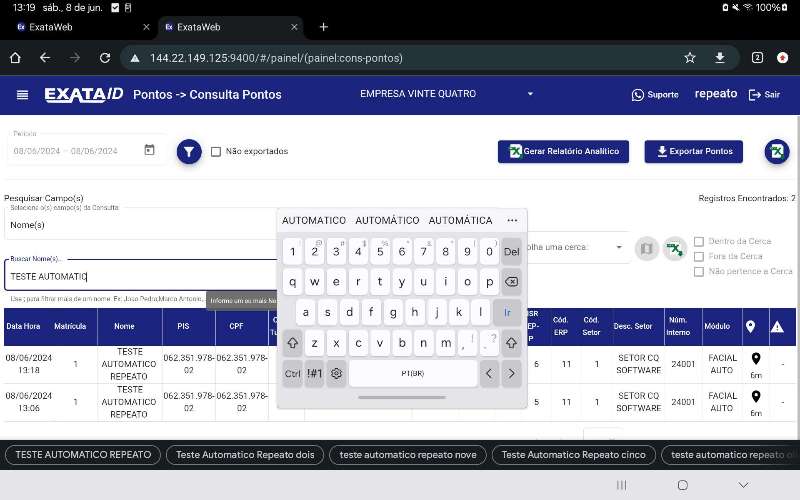 13:19 sáb., 8 de jun.
100%
ExataWeb
ExataWeb
144.22.149.125:9400/#/painel/(painel:cons-pontos)
2
EXATAID Pontos -> Consulta Pontos EMPRESA VINTE QUATRO Suporte repeato Sair
Período
08/06/2024 – 08/06/2024
Não exportados
Gerar Relatório Analítico
Exportar Pontos
Pesquisar Campo(s)
Registros Encontrados: 2
Selecione o(s) campo(s) da Consulta
Nome(s)
Buscar Nome(s)..
TESTE AUTOMATIC
Use ; para filtrar mais de um nome. Ex: Joao Pedro;Marco Antonio,
Informe um ou mais No
olha uma cerca:
Dentro da Cerca
Fora da Cerca
Não pertence a Cerca
AUTOMATICO AUTOMÁTICO AUTOMÁTICA ...
1 2 3 4 5 6 7 8 9 0 Del
q w e r t y u i o p
a s d f g h j k l Ir
z x c v b n m , ! . ?
Ctrl !#1 PT(BR) < >
Data Hora Matrícula Nome PIS CPF Cód. ERP Cód. Setor Desc. Setor Núm. Interno Módulo
08/06/2024 13:18 1 TESTE AUTOMATICO REPEATO 062.351.978-02 062.351.978-02 6 11 1 SETOR CQ SOFTWARE 24001 FACIAL AUTO 6m -
08/06/2024 13:06 1 TESTE AUTOMATICO REPEATO 062.351.978-02 062.351.978-02 5 11 1 SETOR CQ SOFTWARE 24001 FACIAL AUTO 6m -
TESTE AUTOMATICO REPEATO
Teste Automatico Repeato dois
teste automatico repeato nove
Teste Automatico Repeato cinco
teste automatico repeato